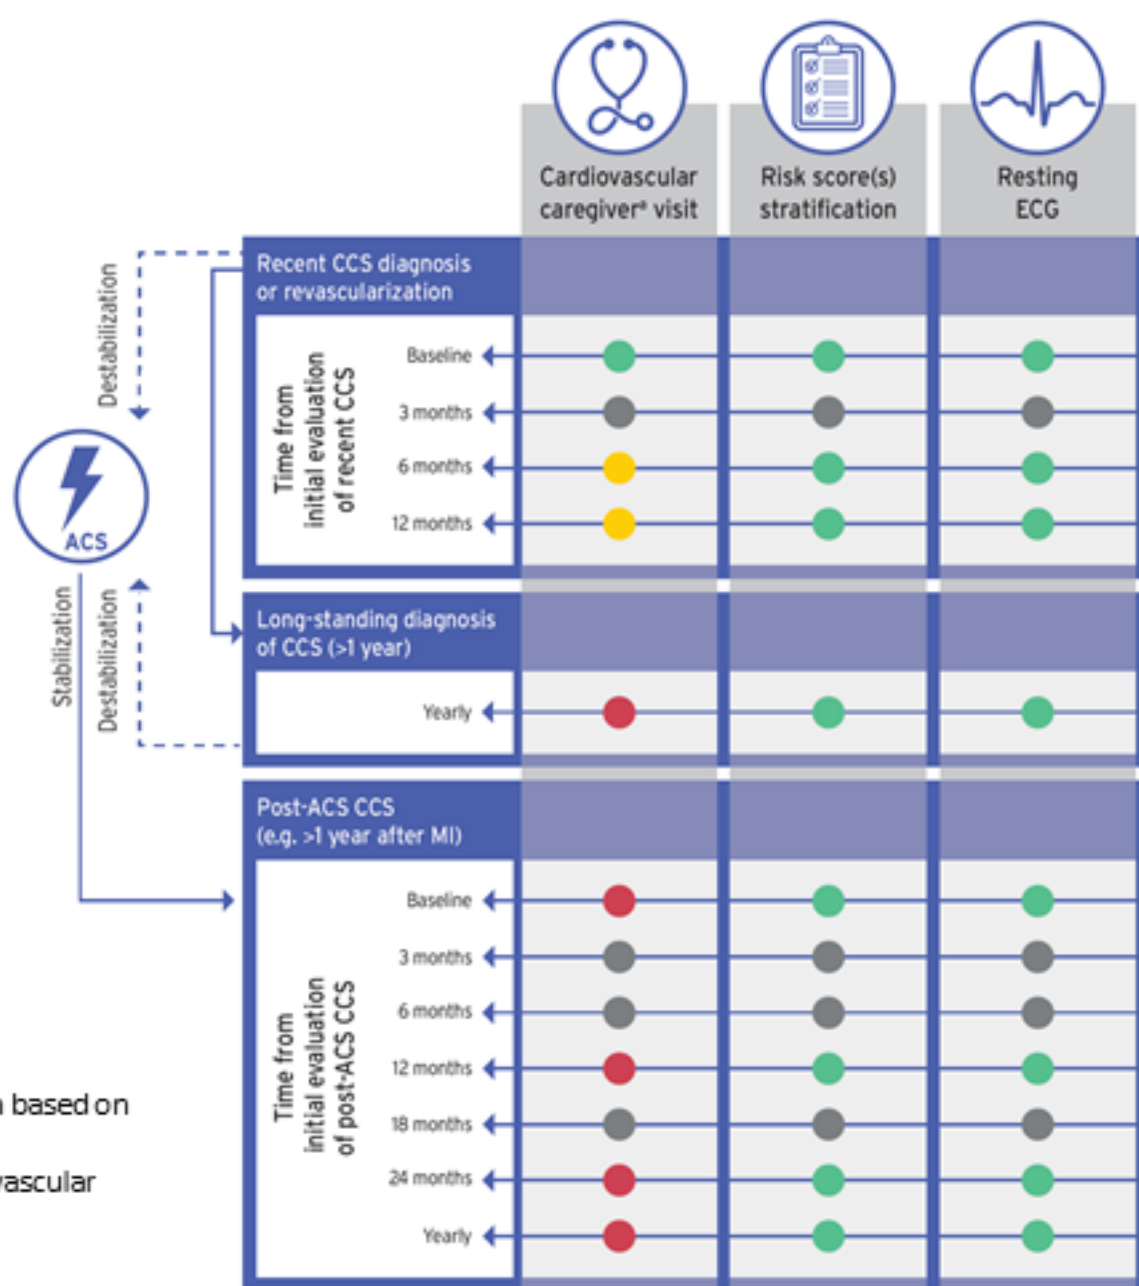 Cardiovascular
caregiverª visit
Risk score(s)
stratification
Resting
ECG
Recent CCS diagnosis
or revascularization
Destabilization
Time from
initial evaluation
of recent CCS
Baseline
3 months
6 months
12 months
ACS
Stabilization
Destabilization
Long-standing diagnosis
of CCS (>1 year)
Yearly
Post-ACS CCS
(e.g. >1 year after MI)
Time from
initial evaluation
of post-ACS CCS
Baseline
3 months
6 months
12 months
18 months
24 months
Yearly
based on
vascular